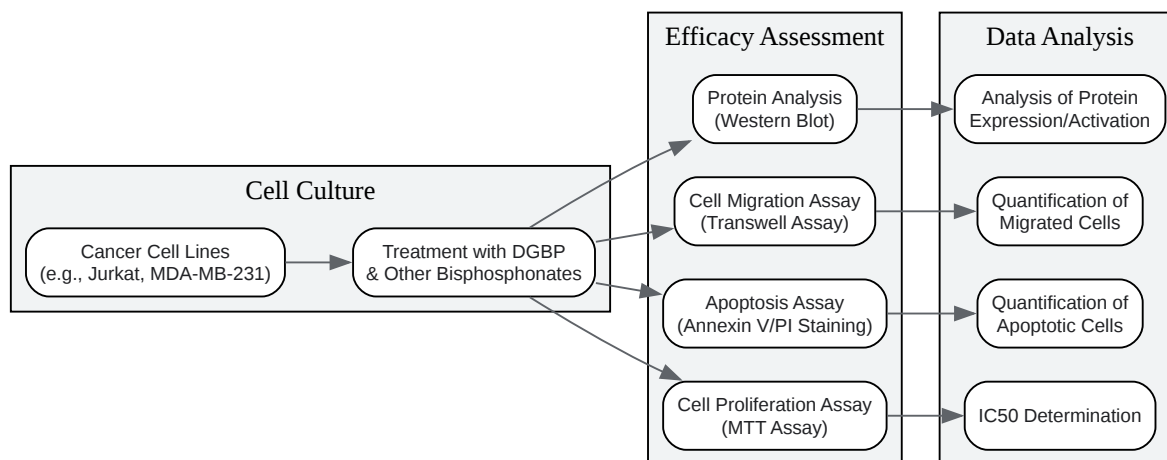 Cell Culture
Cancer Cell Lines
(e.g., Jurkat, MDA-MB-231)
Treatment with DGBP
& Other Bisphosphonates
Efficacy Assessment
Protein Analysis
(Western Blot)
Cell Migration Assay
(Transwell Assay)
Apoptosis Assay
(Annexin V/PI Staining)
Cell Proliferation Assay
(MTT Assay)
Data Analysis
Analysis of Protein
Expression/Activation
Quantification of
Migrated Cells
Quantification of
Apoptotic Cells
IC50 Determination